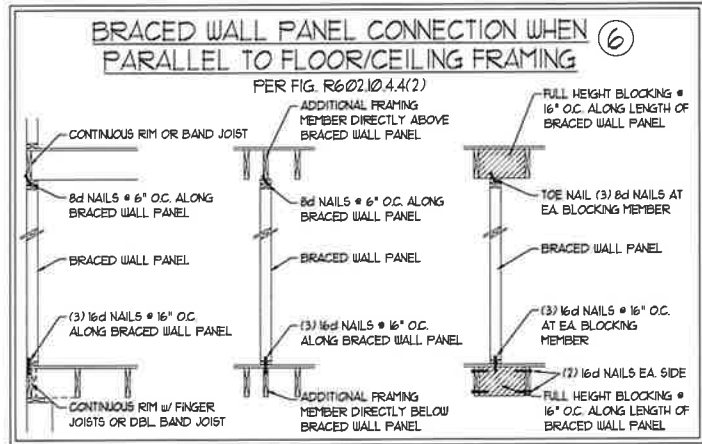 BRACED WALL PANEL CONNECTION WHEN
PARALLEL TO FLOOR/CEILING FRAMING
6
PER FIG. R602.10.4.4(2)
CONTINUOUS RIM OR BAND JOIST
8d NAILS @ 6" O.C. ALONG
BRACED WALL PANEL
BRACED WALL PANEL
(3) 16d NAILS @ 16" O.C.
ALONG BRACED WALL PANEL
CONTINUOUS RIM W/ FINGER
JOISTS OR DBL. BAND JOIST
ADDITIONAL FRAMING
MEMBER DIRECTLY ABOVE
BRACED WALL PANEL
8d NAILS @ 6" O.C. ALONG
BRACED WALL PANEL
BRACED WALL PANEL
(3) 16d NAILS @ 16" O.C.
ALONG BRACED WALL PANEL
ADDITIONAL FRAMING
MEMBER DIRECTLY BELOW
BRACED WALL PANEL
FULL HEIGHT BLOCKING @
16" O.C. ALONG LENGTH OF
BRACED WALL PANEL
TOE NAIL (3) 8d NAILS AT
EA. BLOCKING MEMBER
BRACED WALL PANEL
(3) 16d NAILS @ 16" O.C.
AT EA. BLOCKING
MEMBER
(2) 16d NAILS EA. SIDE
FULL HEIGHT BLOCKING @
16" O.C. ALONG LENGTH OF
BRACED WALL PANEL